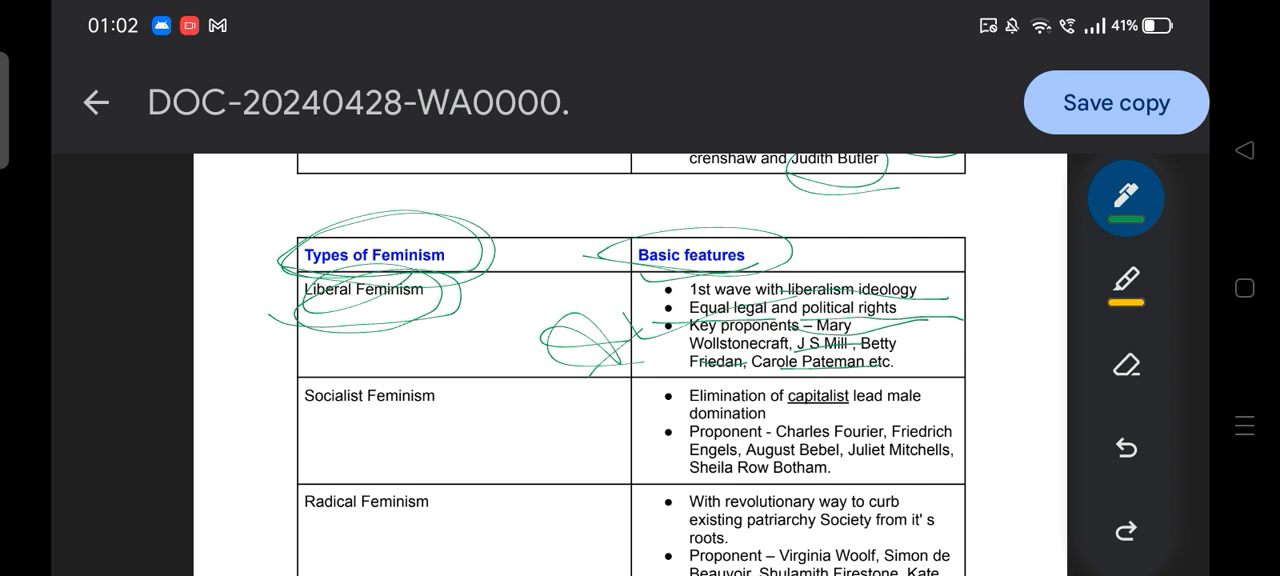 01:02
41%
DOC-20240428-WA0000.
Save copy
crenshaw and Judith Butler
Types of Feminism
Basic features
Liberal Feminism
● 1st wave with liberalism ideology
● Equal legal and political rights
● Key proponents – Mary
Wollstonecraft, J S Mill , Betty
Friedan, Carole Pateman etc.
Socialist Feminism
● Elimination of capitalist lead male
domination
● Proponent - Charles Fourier, Friedrich
Engels, August Bebel, Juliet Mitchells,
Sheila Row Botham.
Radical Feminism
● With revolutionary way to curb
existing patriarchy Society from it' s
roots.
● Proponent – Virginia Woolf, Simon de
Beauvoir, Shulamith Firestone, Kate